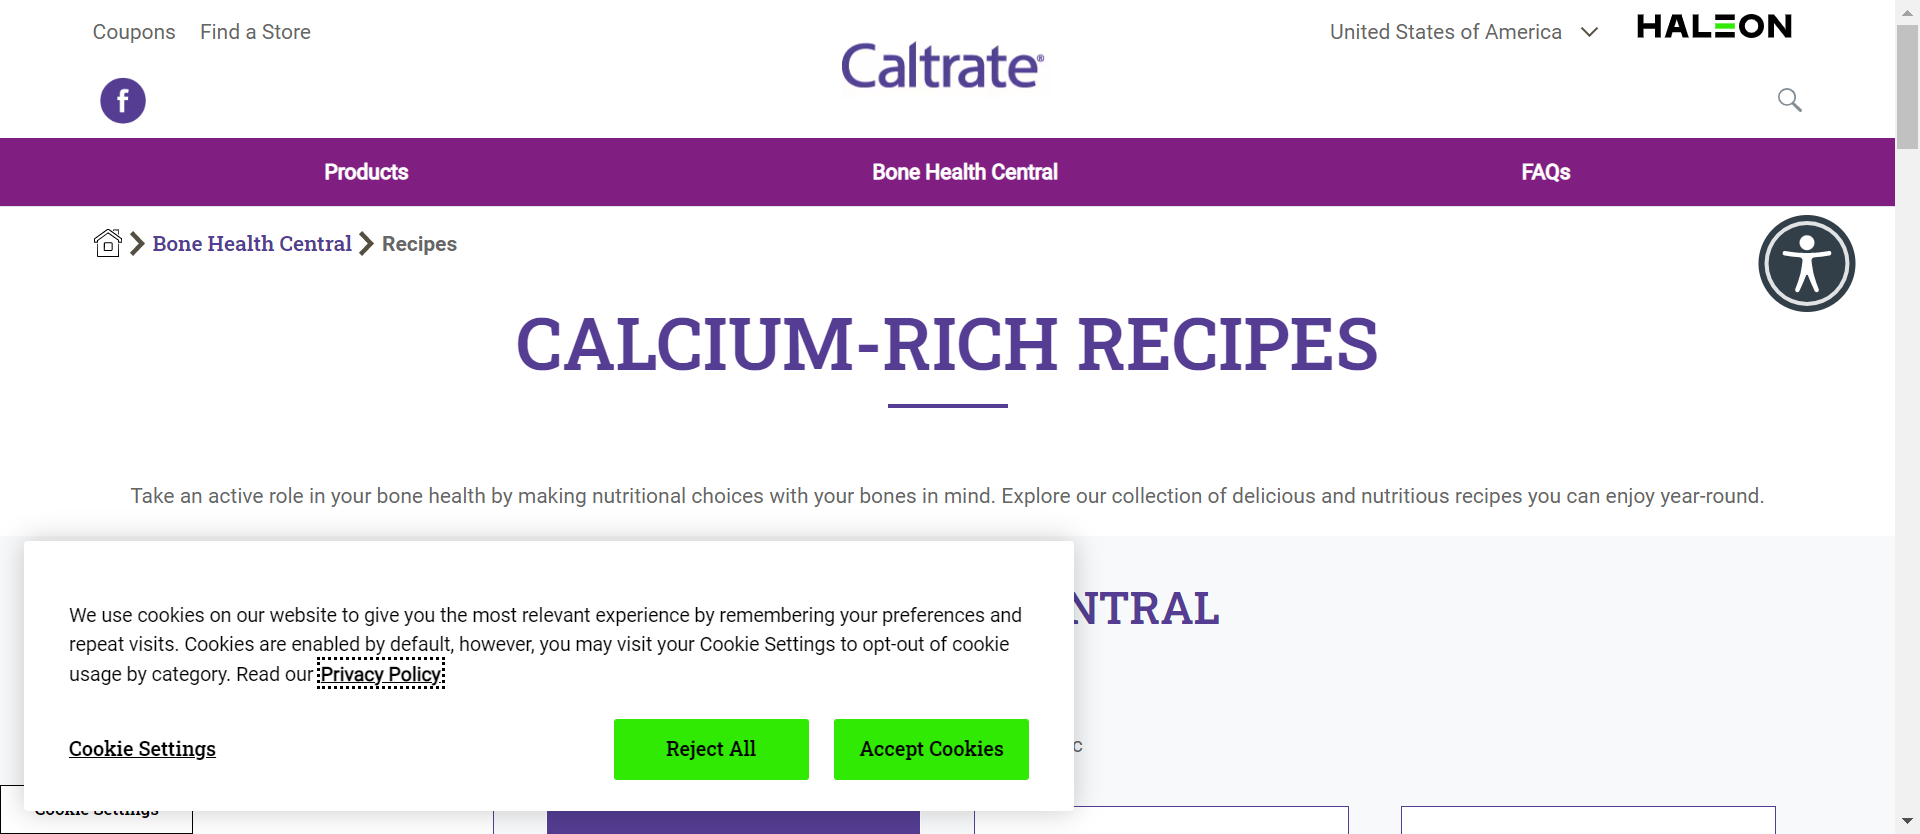 Coupons Find a Store
United States of America
HALEON
Caltrate®
f
Products Bone Health Central FAQs
Bone Health Central Recipes
CALCIUM-RICH RECIPES
Take an active role in your bone health by making nutritional choices with your bones in mind. Explore our collection of delicious and nutritious recipes you can enjoy year-round.
NTRAL
We use cookies on our website to give you the most relevant experience by remembering your preferences and
repeat visits. Cookies are enabled by default, however, you may visit your Cookie Settings to opt-out of cookie
usage by category. Read our Privacy Policy
Cookie Settings Reject All Accept Cookies
c
Cookie Settings